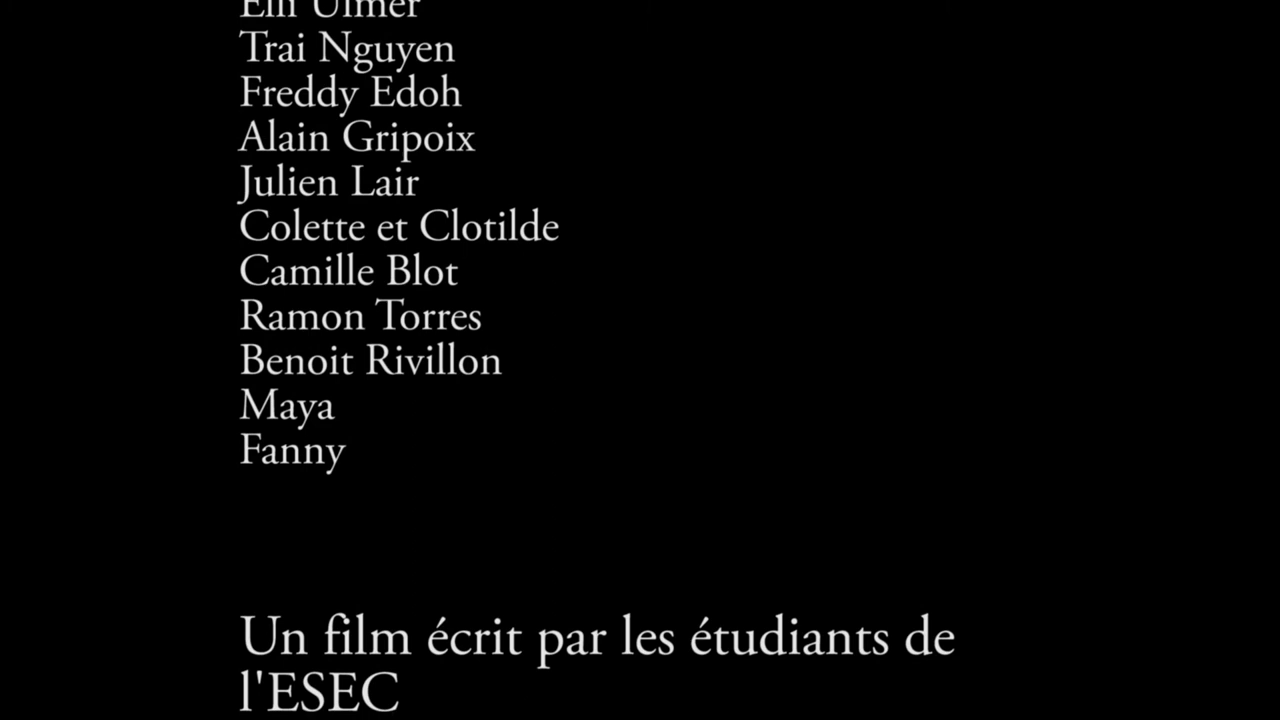 Ulmer
Trai Nguyen
Freddy Edoh
Alain Gripoix
Julien Lair
Colette et Clotilde
Camille Blot
Ramon Torres
Benoit Rivillon
Maya
Fanny
Un film écrit par les étudiants de
l'ESEC